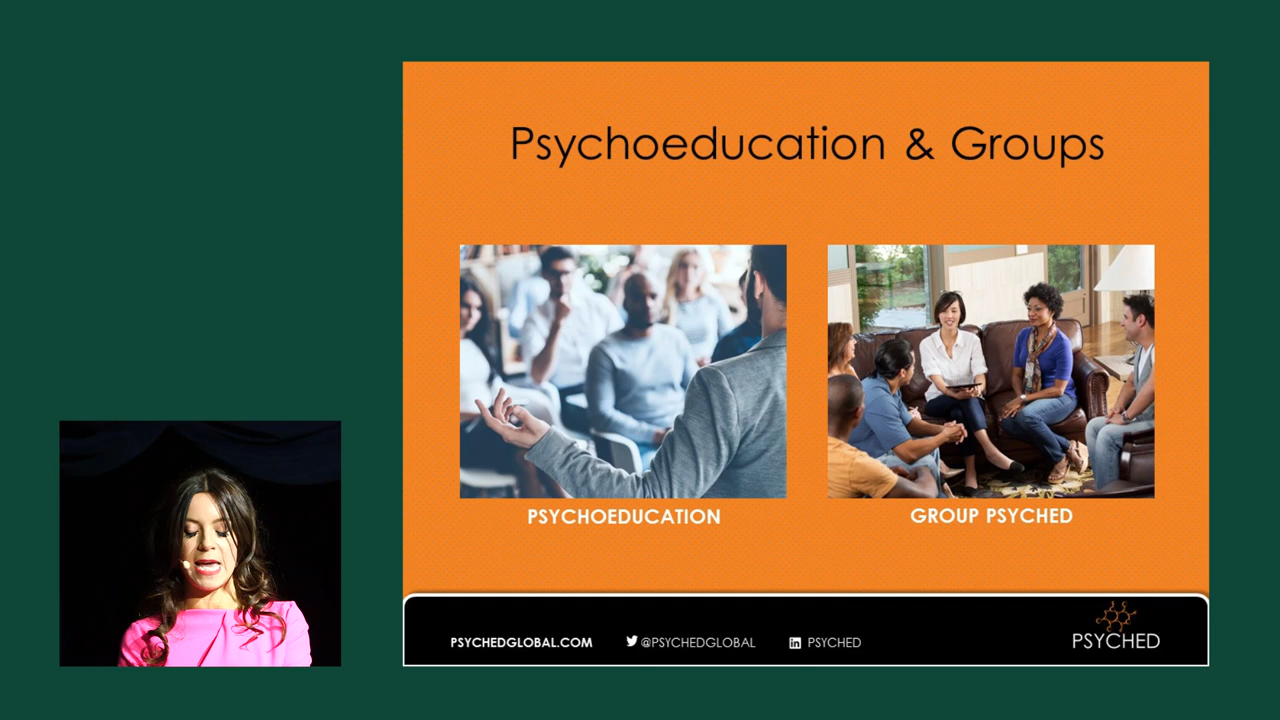 Psychoeducation & Groups
PSYCHOEDUCATION
GROUP PSYCHED
PSYCHEDGLOBAL.COM @PSYCHEDGLOBAL PSYCHED
PSYCHED